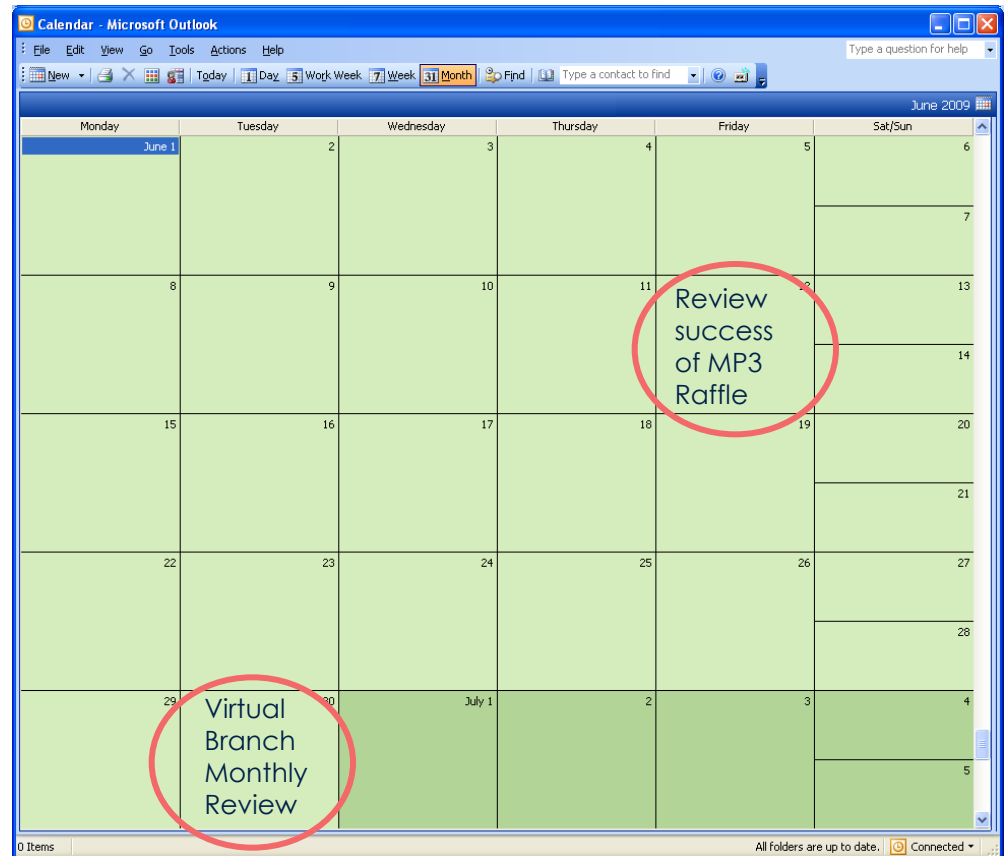 Calendar - Microsoft Outlook
File Edit View Go Tools Actions Help Type a question for help
New Today 1 Day 5 Work Week 7 Week 31 Month Find Type a contact to find
June 2009
Monday Tuesday Wednesday Thursday Friday Sat/Sun
June 1 2 3 4 5 6
7
8 9 10 11 12 13
Review
success
of MP3
Raffle
14
15 16 17 18 19 20
21
22 23 24 25 26 27
28
29 30 July 1 2 3 4
Virtual
Branch
Monthly
Review
5
0 Items All folders are up to date. Connected